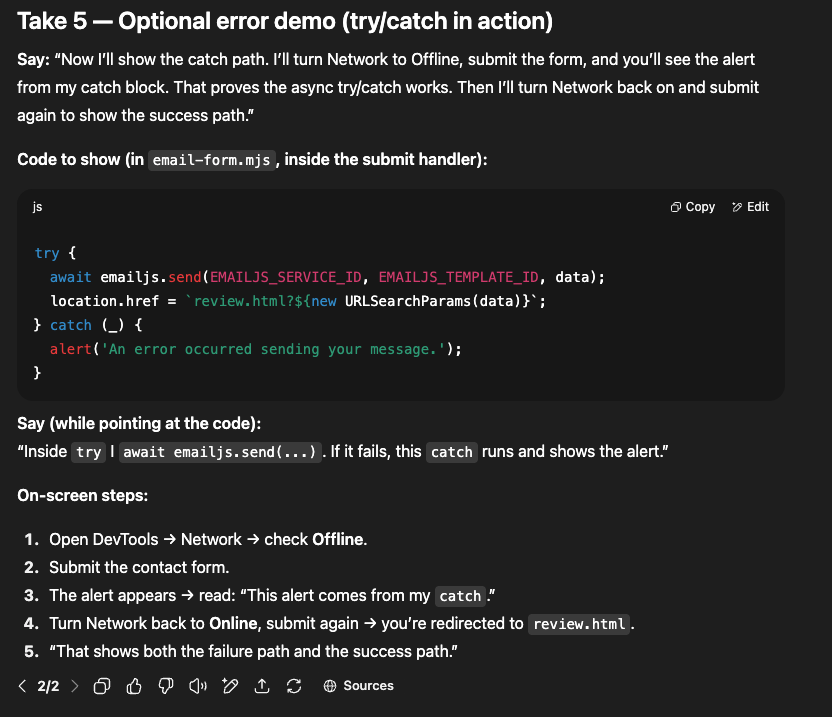 Take 5 — Optional error demo (try/catch in action)
Say: “Now I’ll show the catch path. I’ll turn Network to Offline, submit the form, and you’ll see the alert
from my catch block. That proves the async try/catch works. Then I’ll turn Network back on and submit
again to show the success path.”
Code to show (in email-form.mjs, inside the submit handler):
js Copy Edit
try {
  await emailjs.send(EMAILJS_SERVICE_ID, EMAILJS_TEMPLATE_ID, data);
  location.href = `review.html?${new URLSearchParams(data)}`;
} catch (_) {
  alert('An error occurred sending your message.');
}
Say (while pointing at the code):
“Inside try I await emailjs.send(...). If it fails, this catch runs and shows the alert.”
On-screen steps:
1. Open DevTools → Network → check Offline.
2. Submit the contact form.
3. The alert appears → read: “This alert comes from my catch.”
4. Turn Network back to Online, submit again → you’re redirected to review.html.
5. “That shows both the failure path and the success path.”
2/2 Sources